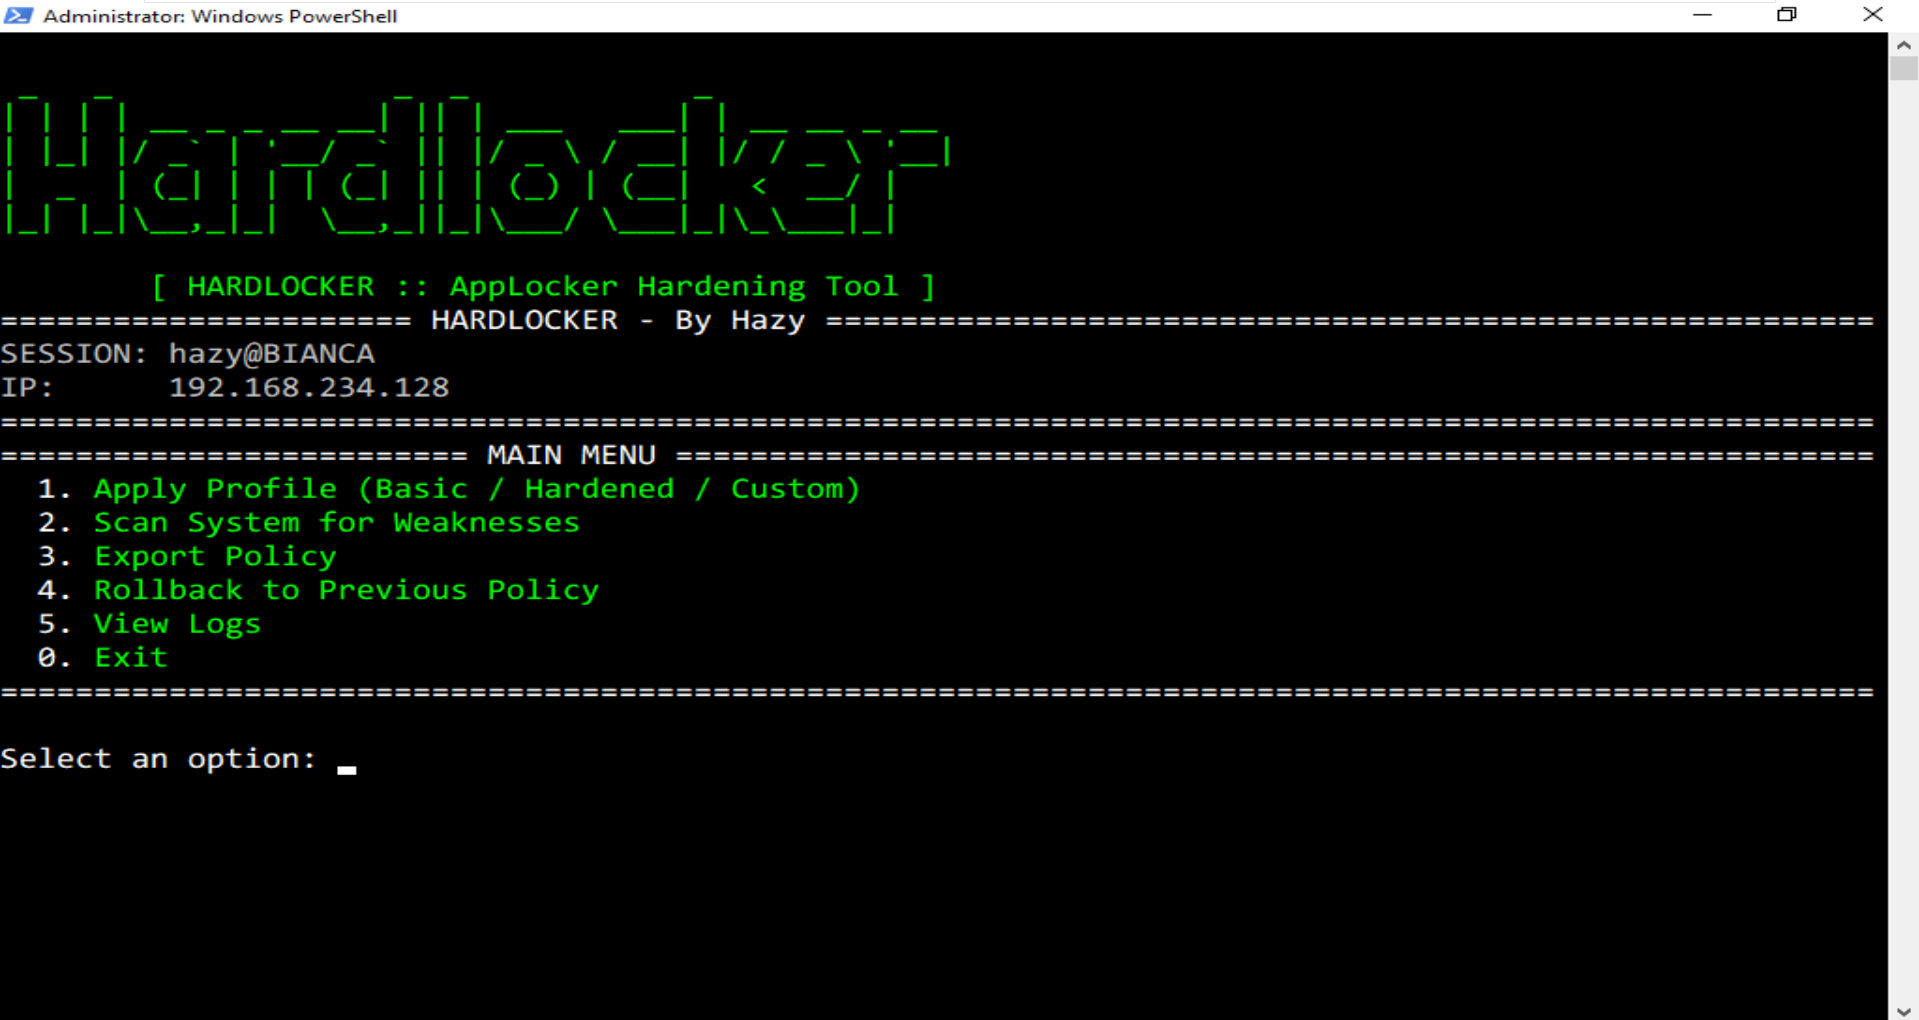 Administrator: Windows PowerShell
Hardlocker
[ HARDLOCKER :: AppLocker Hardening Tool ]
====================== HARDLOCKER - By Hazy ========================================================
SESSION: hazy@BIANCA
IP:      192.168.234.128
====================================================================================================
========================= MAIN MENU ================================================================
1. Apply Profile (Basic / Hardened / Custom)
2. Scan System for Weaknesses
3. Export Policy
4. Rollback to Previous Policy
5. View Logs
0. Exit
====================================================================================================
Select an option: